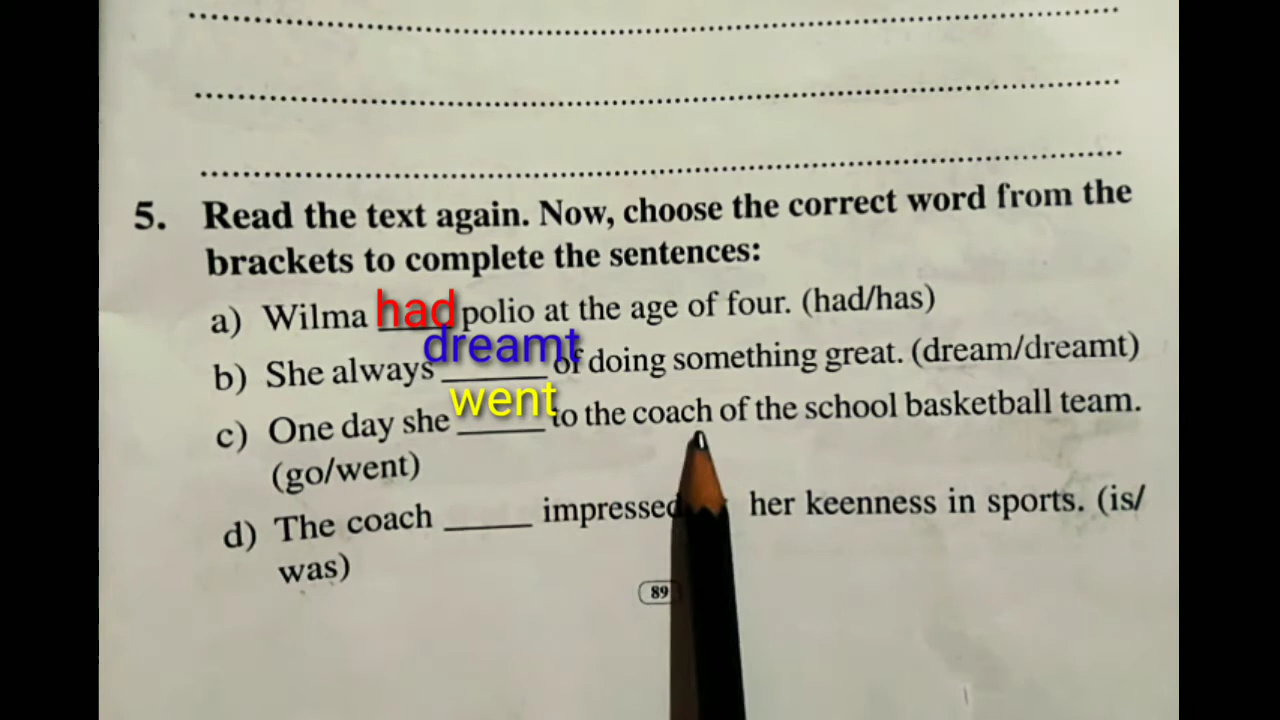 5. Read the text again. Now, choose the correct word from the
brackets to complete the sentences:
a) Wilma had polio at the age of four. (had/has)
b) She always dreamt of doing something great. (dream/dreamt)
c) One day she went to the coach of the school basketball team.
(go/went)
d) The coach _____ impressed her keenness in sports. (is/
was)
89